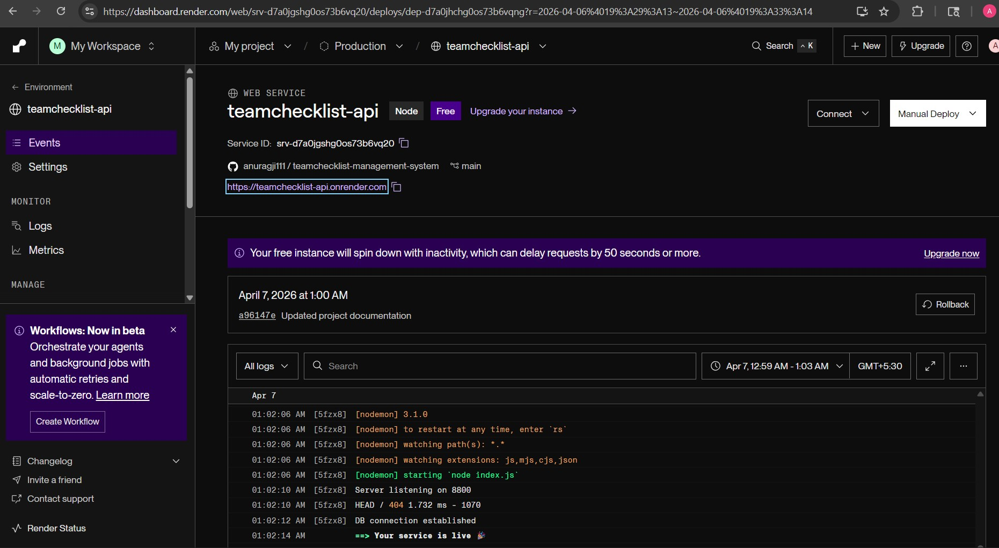 https://dashboard.render.com/web/srv-d7a0jgshg0os73b6vq20/deploys/dep-d7a0jhchg0os73b6vqng?r=2026-04-06%4019%3A29%3A13~2026-04-06%4019%3A33%3A14
A
M My Workspace
My project / Production / teamchecklist-api
Search ^ K
+ New
Upgrade
A
← Environment
teamchecklist-api
Events
Settings
MONITOR
Logs
Metrics
MANAGE
Workflows: Now in beta
Orchestrate your agents
and background jobs with
automatic retries and
scale-to-zero. Learn more
Create Workflow
Changelog
Invite a friend
Contact support
Render Status
WEB SERVICE
teamchecklist-api Node Free Upgrade your instance →
Connect
Manual Deploy
Service ID: srv-d7a0jgshg0os73b6vq20
anuragji111 / teamchecklist-management-system main
https://teamchecklist-api.onrender.com
Your free instance will spin down with inactivity, which can delay requests by 50 seconds or more.
Upgrade now
April 7, 2026 at 1:00 AM
a96147e Updated project documentation
Rollback
All logs
Search
Apr 7, 12:59 AM - 1:03 AM
GMT+5:30
...
Apr 7
01:02:06 AM [5fzx8] [nodemon] 3.1.0
01:02:06 AM [5fzx8] [nodemon] to restart at any time, enter `rs`
01:02:06 AM [5fzx8] [nodemon] watching path(s): *.*
01:02:06 AM [5fzx8] [nodemon] watching extensions: js,mjs,cjs,json
01:02:06 AM [5fzx8] [nodemon] starting `node index.js`
01:02:10 AM [5fzx8] Server listening on 8800
01:02:10 AM [5fzx8] HEAD / 404 1.732 ms - 1070
01:02:12 AM [5fzx8] DB connection established
01:02:14 AM ==> Your service is live 🎉